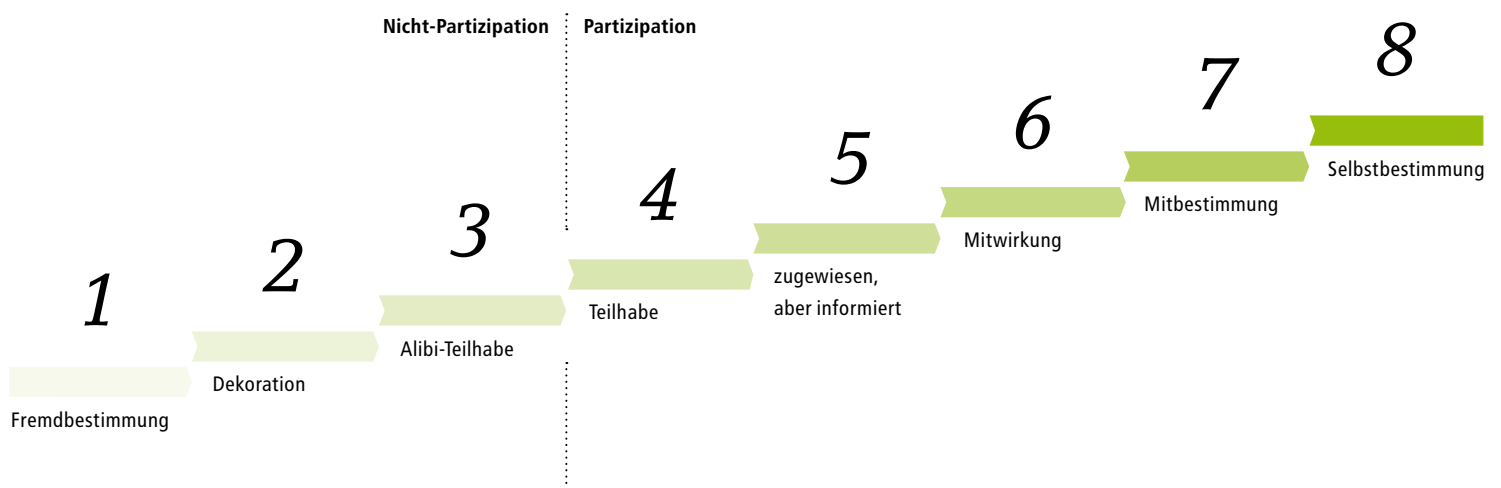 Nicht-Partizipation
Partizipation
1
Fremdbestimmung
2
Dekoration
3
Alibi-Teilhabe
4
Teilhabe
5
zugewiesen,
aber informiert
6
Mitwirkung
7
Mitbestimmung
8
Selbstbestimmung